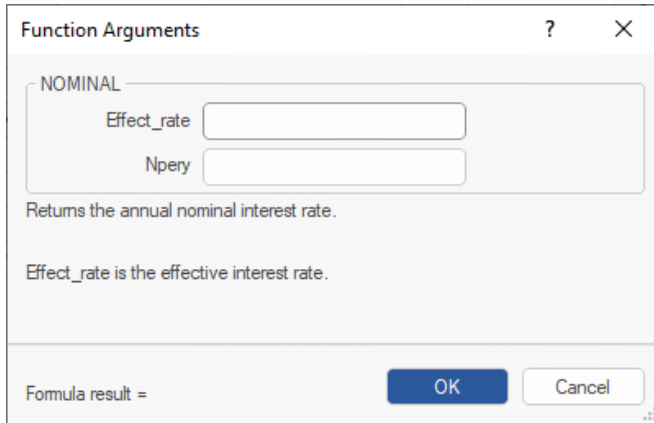 Function Arguments ?
NOMINAL
Effect_rate
Npery
Returns the annual nominal interest rate.
Effect_rate is the effective interest rate.
Formula result =
OK Cancel